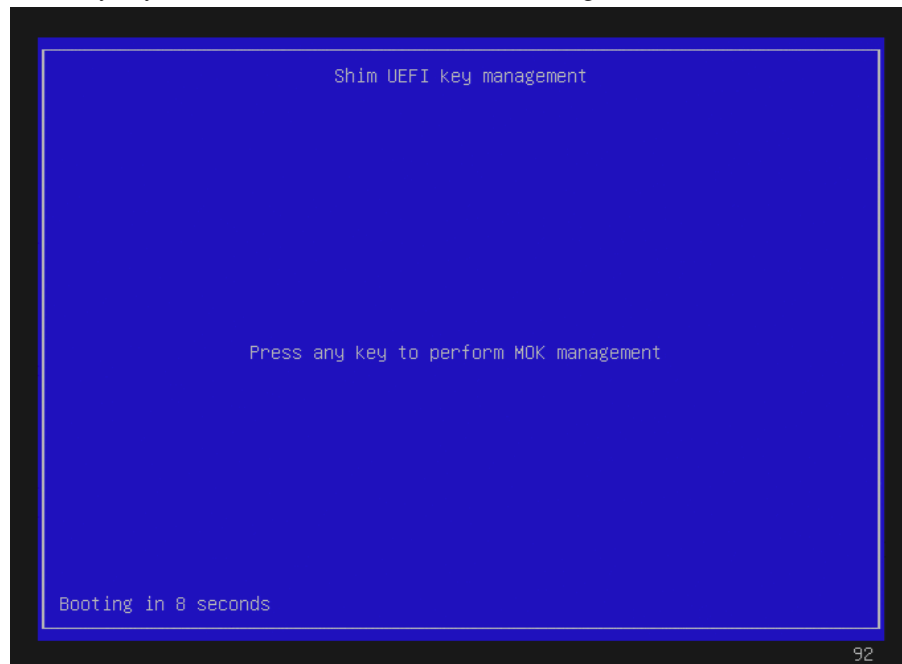 Shim UEFI key management
Press any key to perform MOK management
Booting in 8 seconds
92